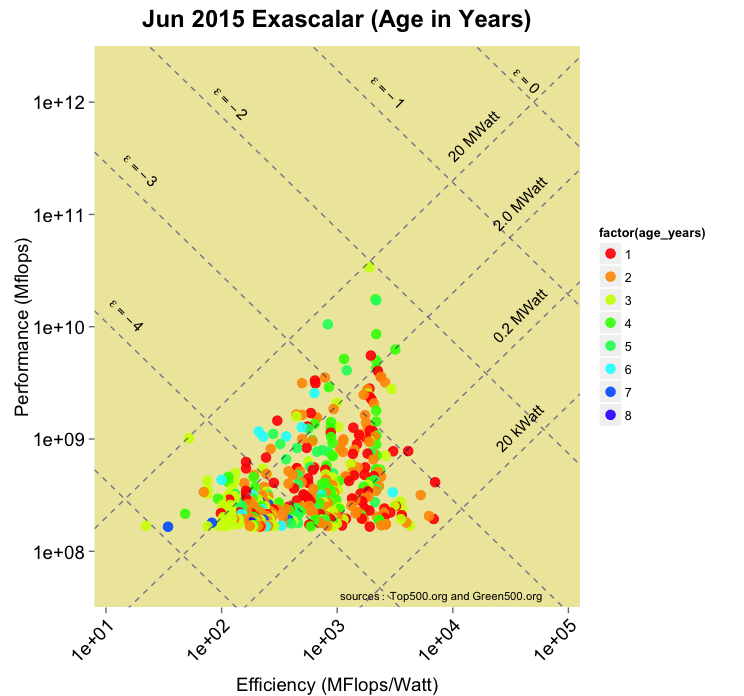 Jun 2015 Exascalar (Age in Years)
Performance (Mflops)
1e+12
1e+11
1e+10
1e+09
1e+08
ε = −4
ε = −3
ε = −2
ε = −1
ε = 0
20 MWatt
2.0 MWatt
0.2 MWatt
20 kWatt
sources : Top500.org and Green500.org
1e+01
1e+02
1e+03
1e+04
1e+05
Efficiency (MFlops/Watt)
factor(age_years)
1
2
3
4
5
6
7
8